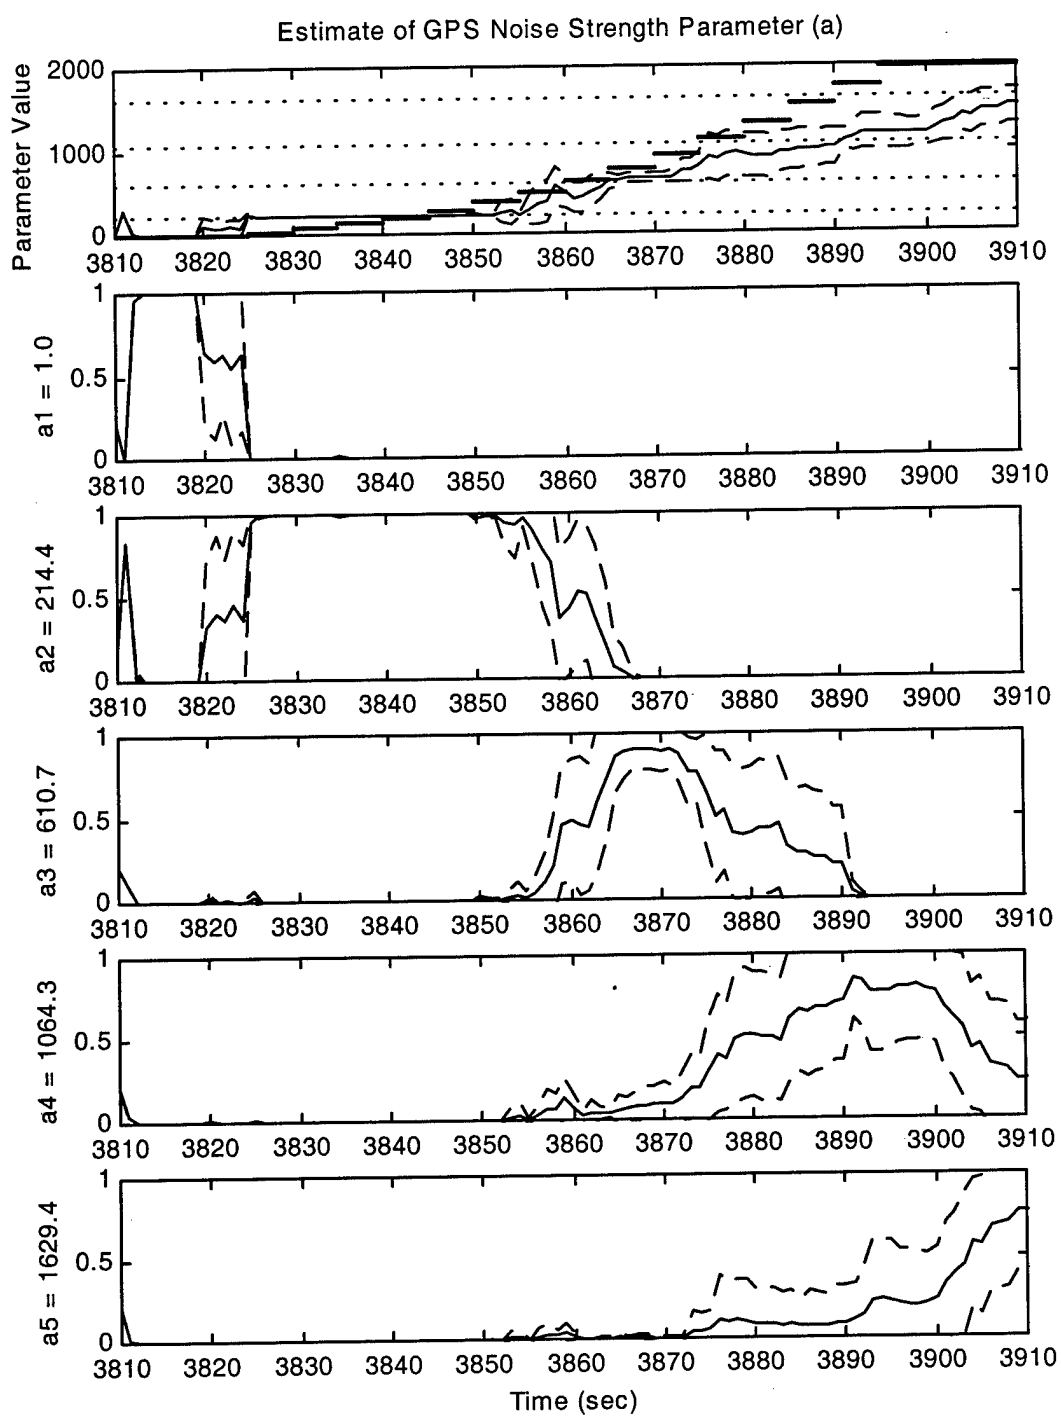 Estimate of GPS Noise Strength Parameter (a)
Parameter Value
2000
1000
0
3810 3820 3830 3840 3850 3860 3870 3880 3890 3900 3910
a1 = 1.0
1
0.5
0
3810 3820 3830 3840 3850 3860 3870 3880 3890 3900 3910
a2 = 214.4
1
0.5
0
3810 3820 3830 3840 3850 3860 3870 3880 3890 3900 3910
a3 = 610.7
1
0.5
0
3810 3820 3830 3840 3850 3860 3870 3880 3890 3900 3910
a4 = 1064.3
1
0.5
0
3810 3820 3830 3840 3850 3860 3870 3880 3890 3900 3910
a5 = 1629.4
1
0.5
0
3810 3820 3830 3840 3850 3860 3870 3880 3890 3900 3910
Time (sec)